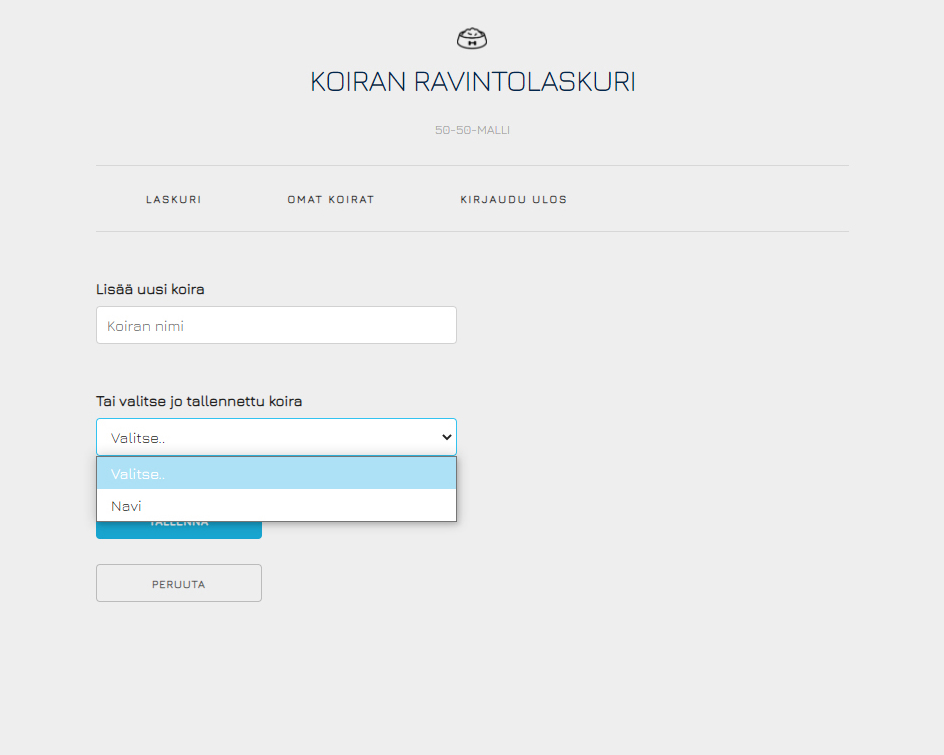 KOIRAN RAVINTOLASKURI
50-50-MALLI
LASKURI OMAT KOIRAT KIRJAUDU ULOS
Lisää uusi koira
Koiran nimi
Tai valitse jo tallennettu koira
Valitse..
Valitse..
Navi
TALLENNA
PERUUTA